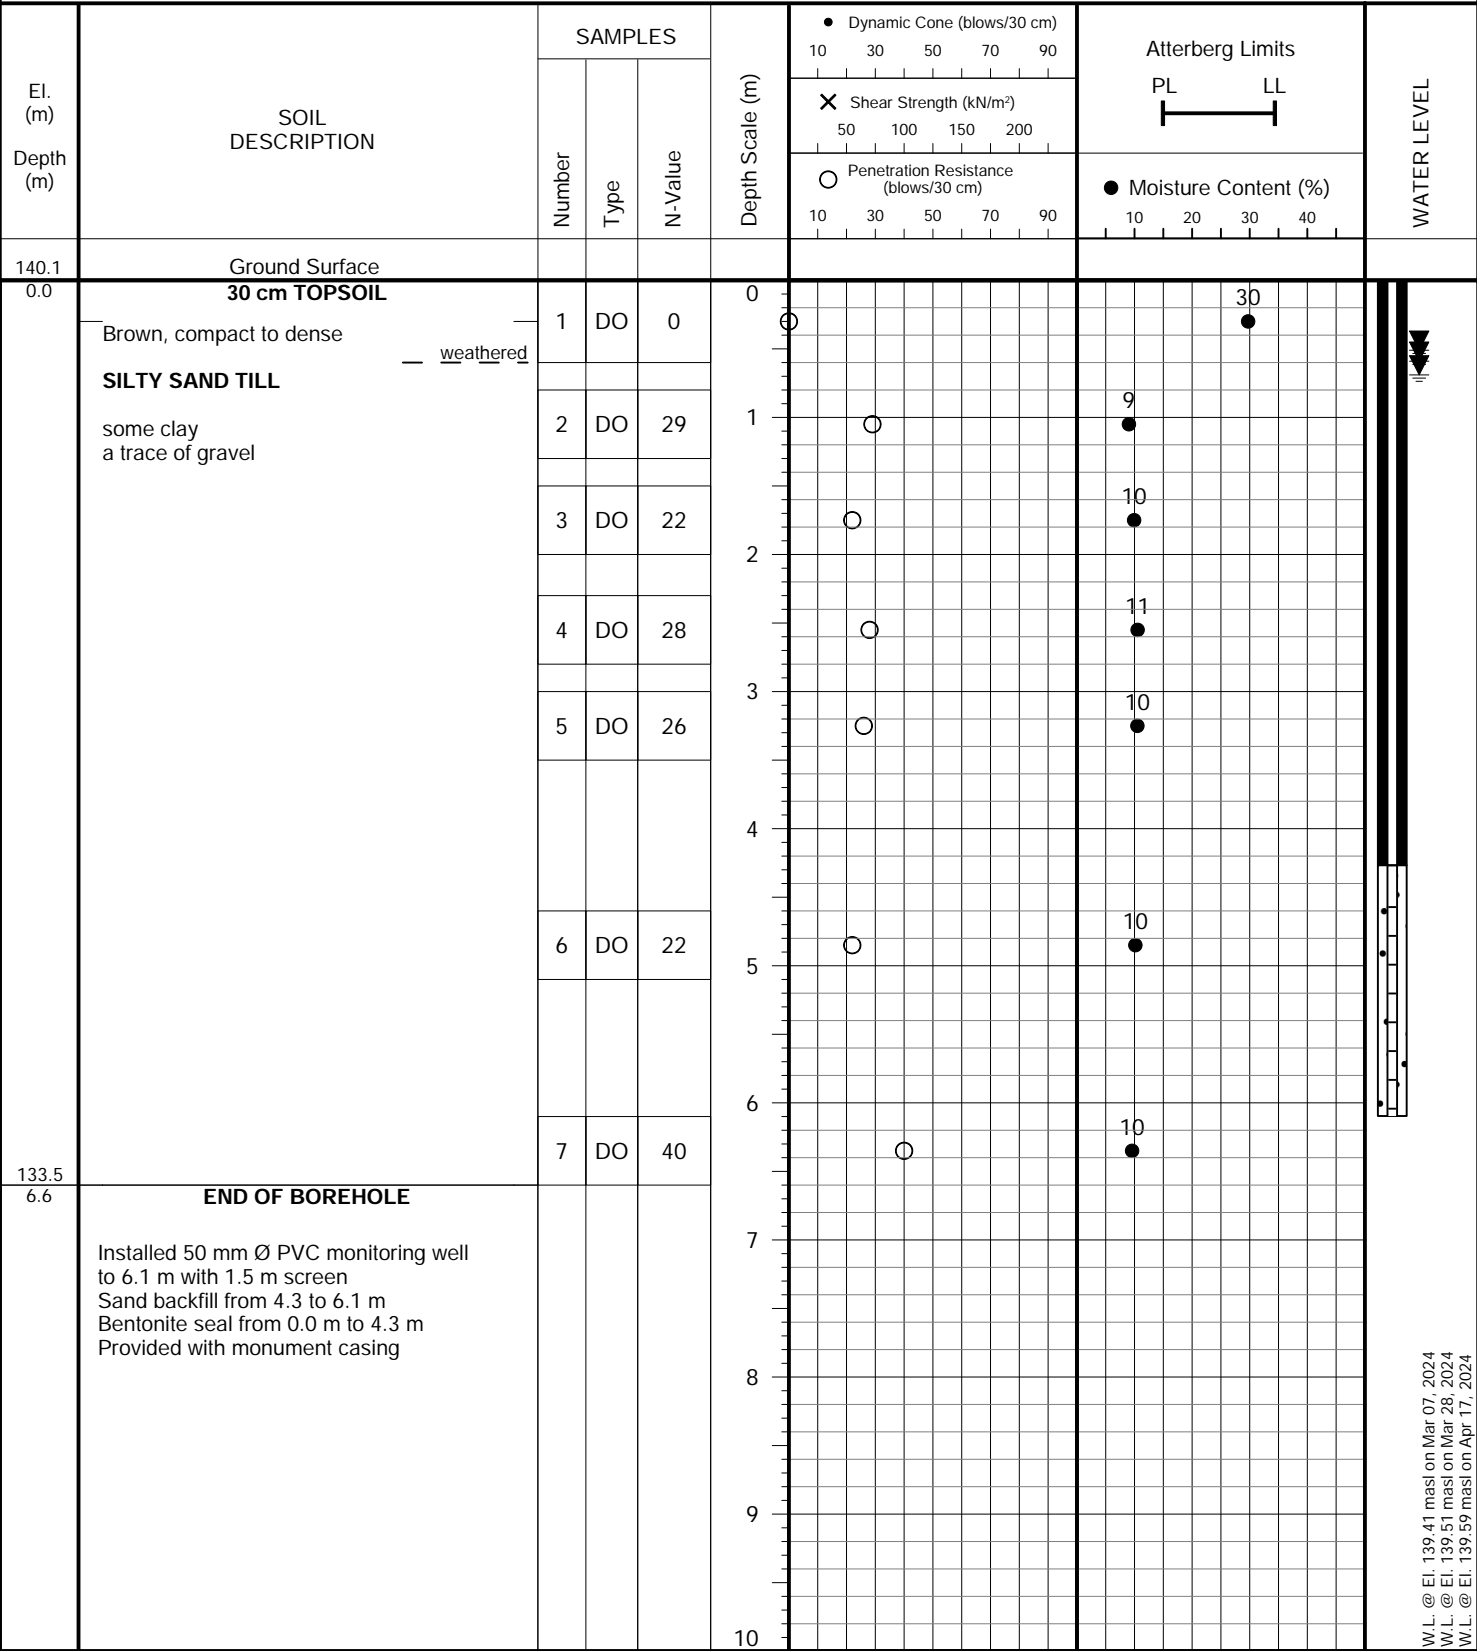 El.
(m)
Depth
(m)
SOIL
DESCRIPTION
SAMPLES
Number
Type
N-Value
Depth Scale (m)
Dynamic Cone (blows/30 cm)
10 30 50 70 90
Shear Strength (kN/m²)
50 100 150 200
Penetration Resistance
(blows/30 cm)
10 30 50 70 90
Atterberg Limits
PL LL
Moisture Content (%)
10 20 30 40
WATER LEVEL
140.1 Ground Surface
0.0 30 cm TOPSOIL 0
1 DO 0 30
Brown, compact to dense
weathered
SILTY SAND TILL
some clay
a trace of gravel
2 DO 29 1 9
3 DO 22 10
2
4 DO 28 11
3
5 DO 26 10
4
6 DO 22 10
5
6
7 DO 40 10
133.5
6.6 END OF BOREHOLE
7
Installed 50 mm Ø PVC monitoring well
to 6.1 m with 1.5 m screen
Sand backfill from 4.3 to 6.1 m
Bentonite seal from 0.0 m to 4.3 m
Provided with monument casing
8
9
10
W.L. @ El. 139.41 masl on Mar 07, 2024
W.L. @ El. 139.51 masl on Mar 28, 2024
W.L. @ El. 139.59 masl on Apr 17, 2024